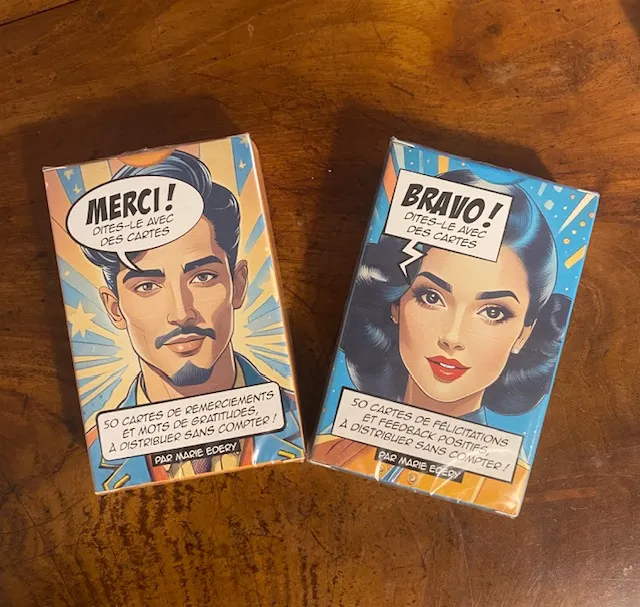 MERCI!
DITES-LE AVEC
DES CARTES
50 CARTES DE REMERCIEMENTS
ET MOTS DE GRATITUDES,
À DISTRIBUER SANS COMPTER !
PAR MARIE EDERY
BRAVO!
DITES-LE AVEC
DES CARTES
50 CARTES DE FÉLICITATIONS
ET FEEDBACK POSITIFS,
À DISTRIBUER SANS COMPTER !
PAR MARIE EDERY